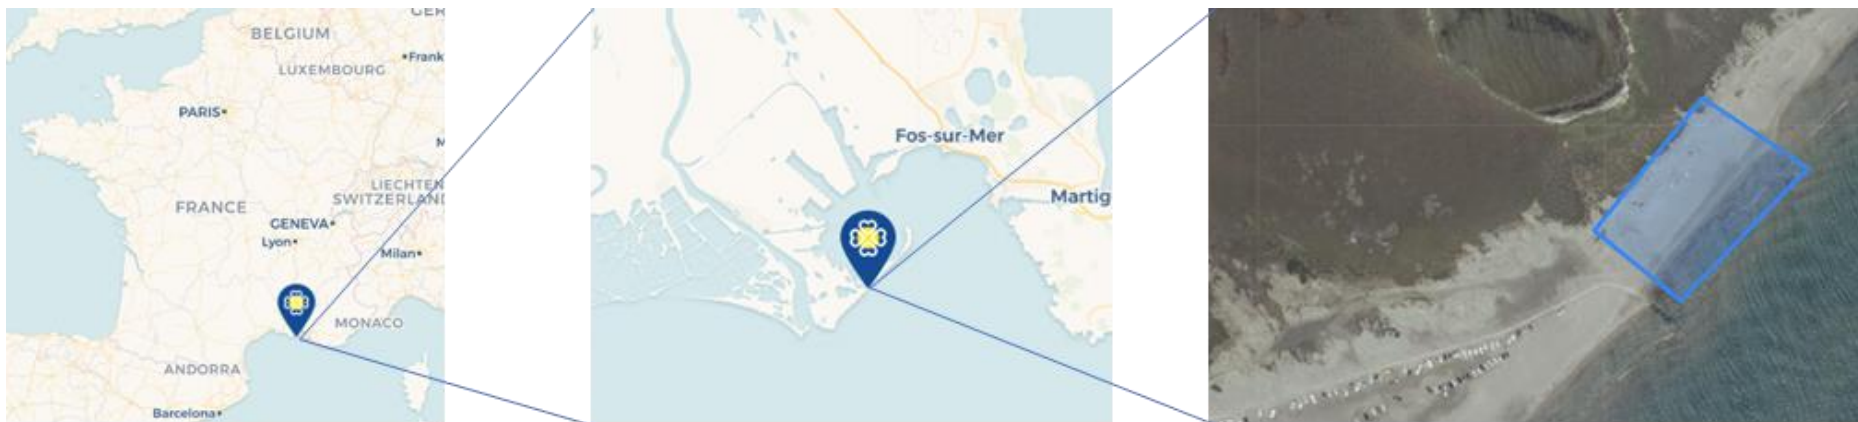 BELGIUM
Frank
LUXEMBOURG
PARIS
LIECHTEN
SWITZERLAND
FRANCE
GENEVA
Lyon
Milan
MONACO
ANDORRA
Barcelona
Fos-sur-Mer
Martig